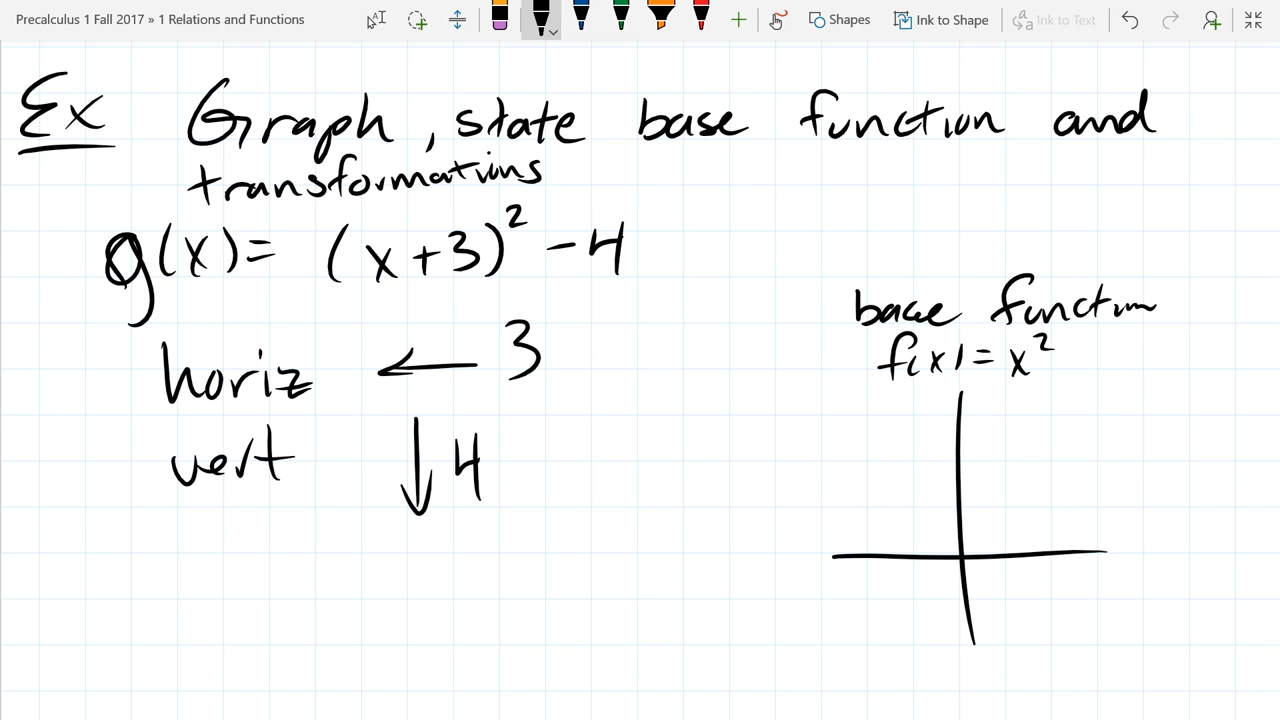 Precalculus 1 Fall 2017 » 1 Relations and Functions
Shapes
Ink to Shape
Ink to Text
Ex Graph, state base function and
transformations
g(x) = (x+3)² - 4
base function
f(x) = x²
horiz ← 3
vert ↓ 4